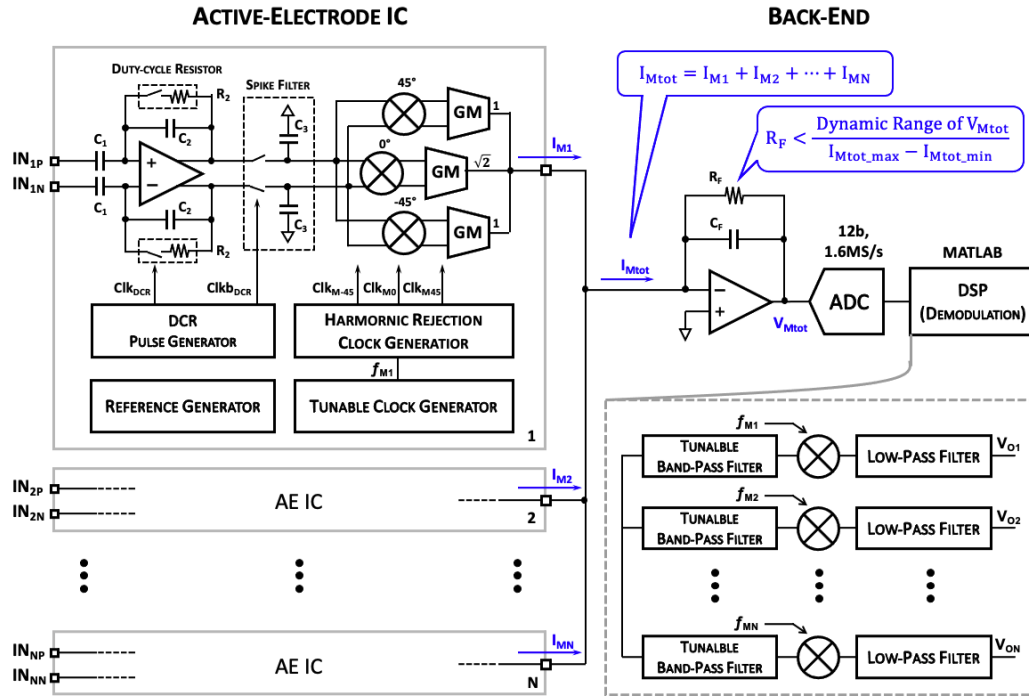 ACTIVE-ELECTRODE IC
BACK-END
DUTY-CYCLE RESISTOR
R2
C2
C1
IN1P
IN1N
C1
C2
R2
SPIKE FILTER
C3
C3
45°
0°
-45°
GM
1
GM
√2
GM
1
IM1
ClkDCR
ClkbDCR
ClkM-45
ClkM0
ClkM45
DCR
PULSE GENERATOR
HARMORNIC REJECTION
CLOCK GENERATIOR
fM1
REFERENCE GENERATOR
TUNABLE CLOCK GENERATOR
1
IN2P
IN2N
AE IC
IM2
2
INNP
INNN
AE IC
IMN
N
IMtot = IM1 + IM2 + ··· + IMN
RF < Dynamic Range of VMtot / IMtot_max − IMtot_min
RF
CF
IMtot
VMtot
12b,
1.6MS/s
ADC
MATLAB
DSP
(DEMODULATION)
fM1
TUNALBLE
BAND-PASS FILTER
LOW-PASS FILTER
VO1
fM2
TUNALBLE
BAND-PASS FILTER
LOW-PASS FILTER
VO2
fMN
TUNALBLE
BAND-PASS FILTER
LOW-PASS FILTER
VON